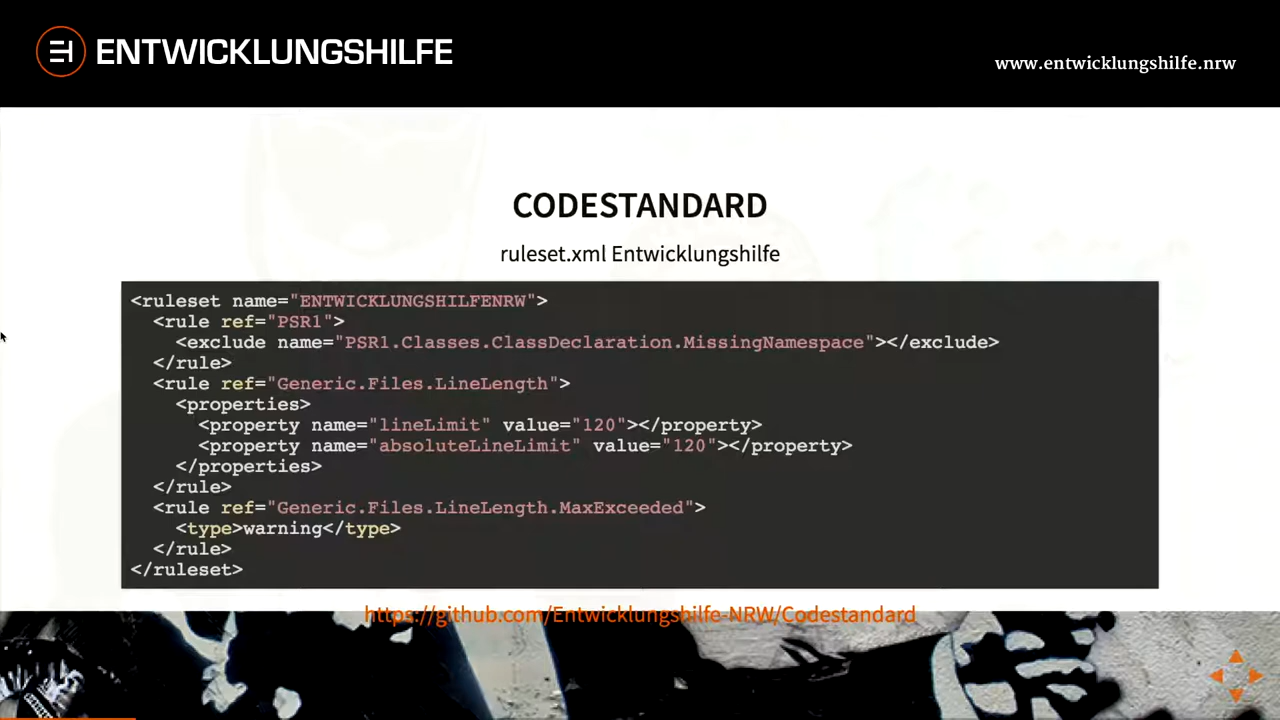 ENTWICKLUNGSHILFE
www.entwicklungshilfe.nrw
CODESTANDARD
ruleset.xml Entwicklungshilfe
<ruleset name="ENTWICKLUNGSHILFENRW">
  <rule ref="PSR1">
    <exclude name="PSR1.Classes.ClassDeclaration.MissingNamespace"></exclude>
  </rule>
  <rule ref="Generic.Files.LineLength">
    <properties>
      <property name="lineLimit" value="120"></property>
      <property name="absoluteLineLimit" value="120"></property>
    </properties>
  </rule>
  <rule ref="Generic.Files.LineLength.MaxExceeded">
    <type>warning</type>
  </rule>
</ruleset>
https://github.com/Entwicklungshilfe-NRW/Codestandard